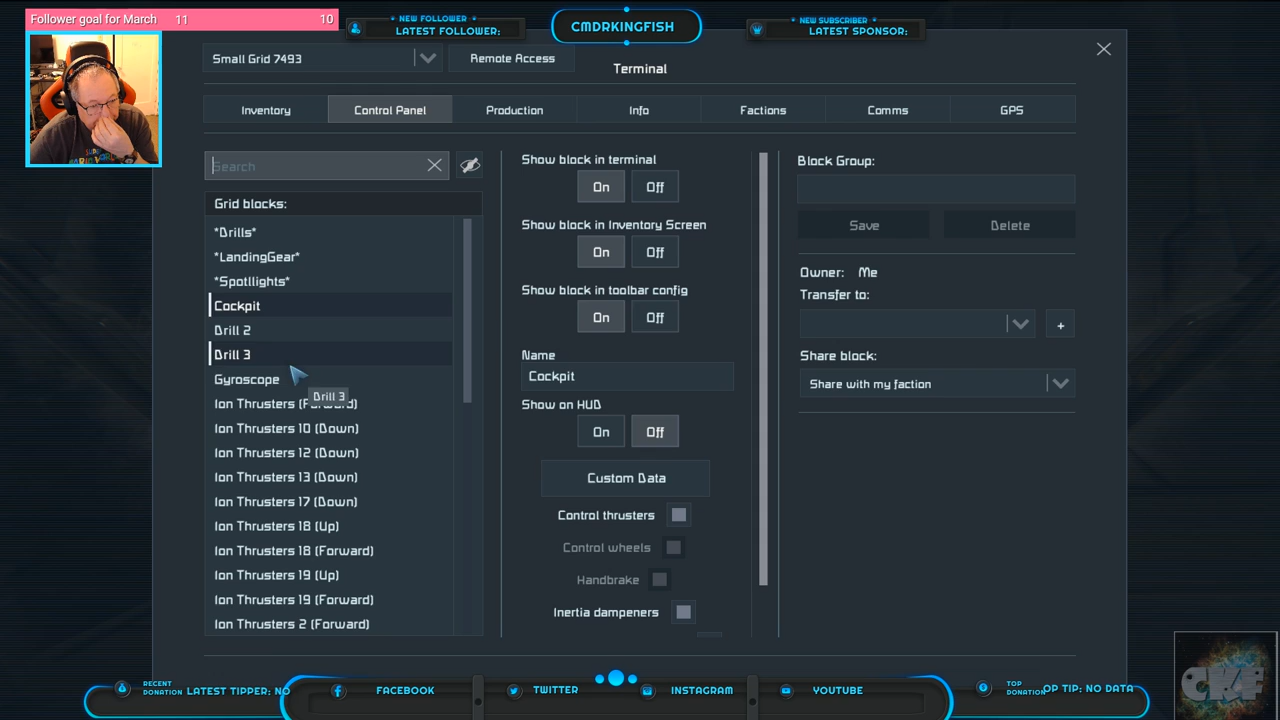 Follower goal for March 11 10
NEW FOLLOWER
LATEST FOLLOWER:
CMDRKINGFISH
NEW SUBSCRIBER
LATEST SPONSOR:
Small Grid 7493
Remote Access
Terminal
Inventory
Control Panel
Production
Info
Factions
Comms
GPS
Search
Grid blocks:
*Drills*
*LandingGear*
*Spotllights*
Cockpit
Drill 2
Drill 3
Gyroscope
Drill 3
Ion Thrusters (Forward)
Ion Thrusters 10 (Down)
Ion Thrusters 12 (Down)
Ion Thrusters 13 (Down)
Ion Thrusters 17 (Down)
Ion Thrusters 18 (Up)
Ion Thrusters 18 (Forward)
Ion Thrusters 19 (Up)
Ion Thrusters 19 (Forward)
Ion Thrusters 2 (Forward)
Show block in terminal
On Off
Show block in Inventory Screen
On Off
Show block in toolbar config
On Off
Name
Cockpit
Show on HUD
On Off
Custom Data
Control thrusters
Control wheels
Handbrake
Inertia dampeners
Block Group:
Save Delete
Owner: Me
Transfer to:
+
Share block:
Share with my faction
RECENT DONATION
LATEST TIPPER: NO
FACEBOOK
TWITTER
INSTAGRAM
YOUTUBE
TOP DONATION
OP TIP: NO DATA
CKF